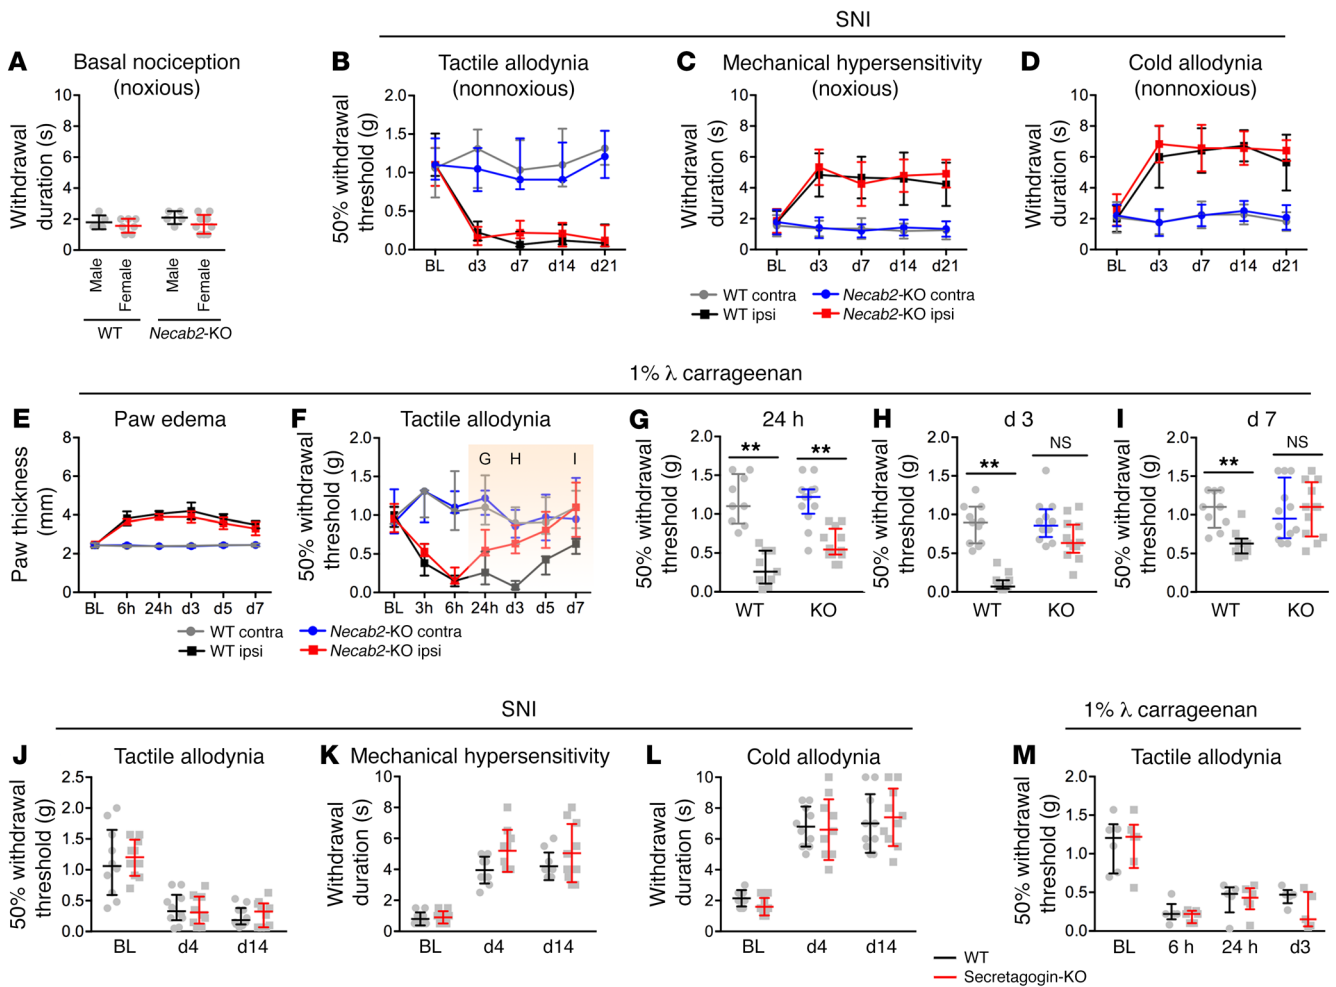 SNI
A
Basal nociception
(noxious)
Withdrawal
duration (s)
10
8
6
4
2
0
Male
Female
Male
Female
WT
Necab2-KO
B
Tactile allodynia
(nonnoxious)
50% withdrawal
threshold (g)
2.0
1.5
1.0
0.5
0.0
BL d3 d7 d14 d21
C
Mechanical hypersensitivity
(noxious)
Withdrawal
duration (s)
10
8
6
4
2
0
BL d3 d7 d14 d21
D
Cold allodynia
Withdrawal
duration (s)
10
8
6
4
2
0
BL d3 d7 d14 d21
WT contra
Necab2-KO contra
WT ipsi
Necab2-KO ipsi
1% λ carrageenan
E
Paw edema
Paw thickness
(mm)
8
6
4
2
0
BL 6h 24h d3 d5 d7
F
Tactile allodynia
50% withdrawal
threshold (g)
2.0
1.5
1.0
0.5
0.0
G H I
BL 3h 6h 24h d3 d5 d7
WT contra
Necab2-KO contra
WT ipsi
Necab2-KO ipsi
G
24 h
50% withdrawal
threshold (g)
2.0
1.5
1.0
0.5
0.0
** **
WT KO
H
d 3
50% withdrawal
threshold (g)
2.0
1.5
1.0
0.5
0.0
** NS
WT KO
I
d 7
50% withdrawal
threshold (g)
2.0
1.5
1.0
0.5
0.0
** NS
WT KO
SNI
J
Tactile allodynia
50% withdrawal
threshold (g)
2.5
2.0
1.5
1.0
0.5
0.0
BL d4 d14
K
Mechanical hypersensitivity
Withdrawal
duration (s)
10
8
6
4
2
0
BL d4 d14
L
Cold allodynia
Withdrawal
duration (s)
10
8
6
4
2
0
BL d4 d14
1% λ carrageenan
M
Tactile allodynia
50% withdrawal
threshold (g)
2.0
1.5
1.0
0.5
0.0
BL 6 h 24 h d3
WT
Secretagogin-KO